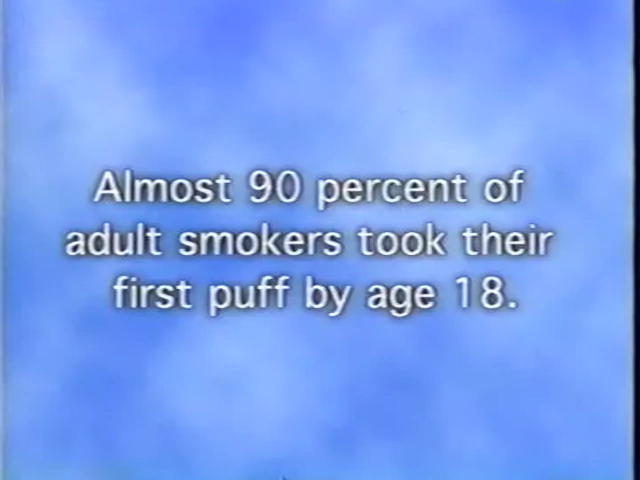 Almost 90 percent of
adult smokers took their
first puff by age 18.